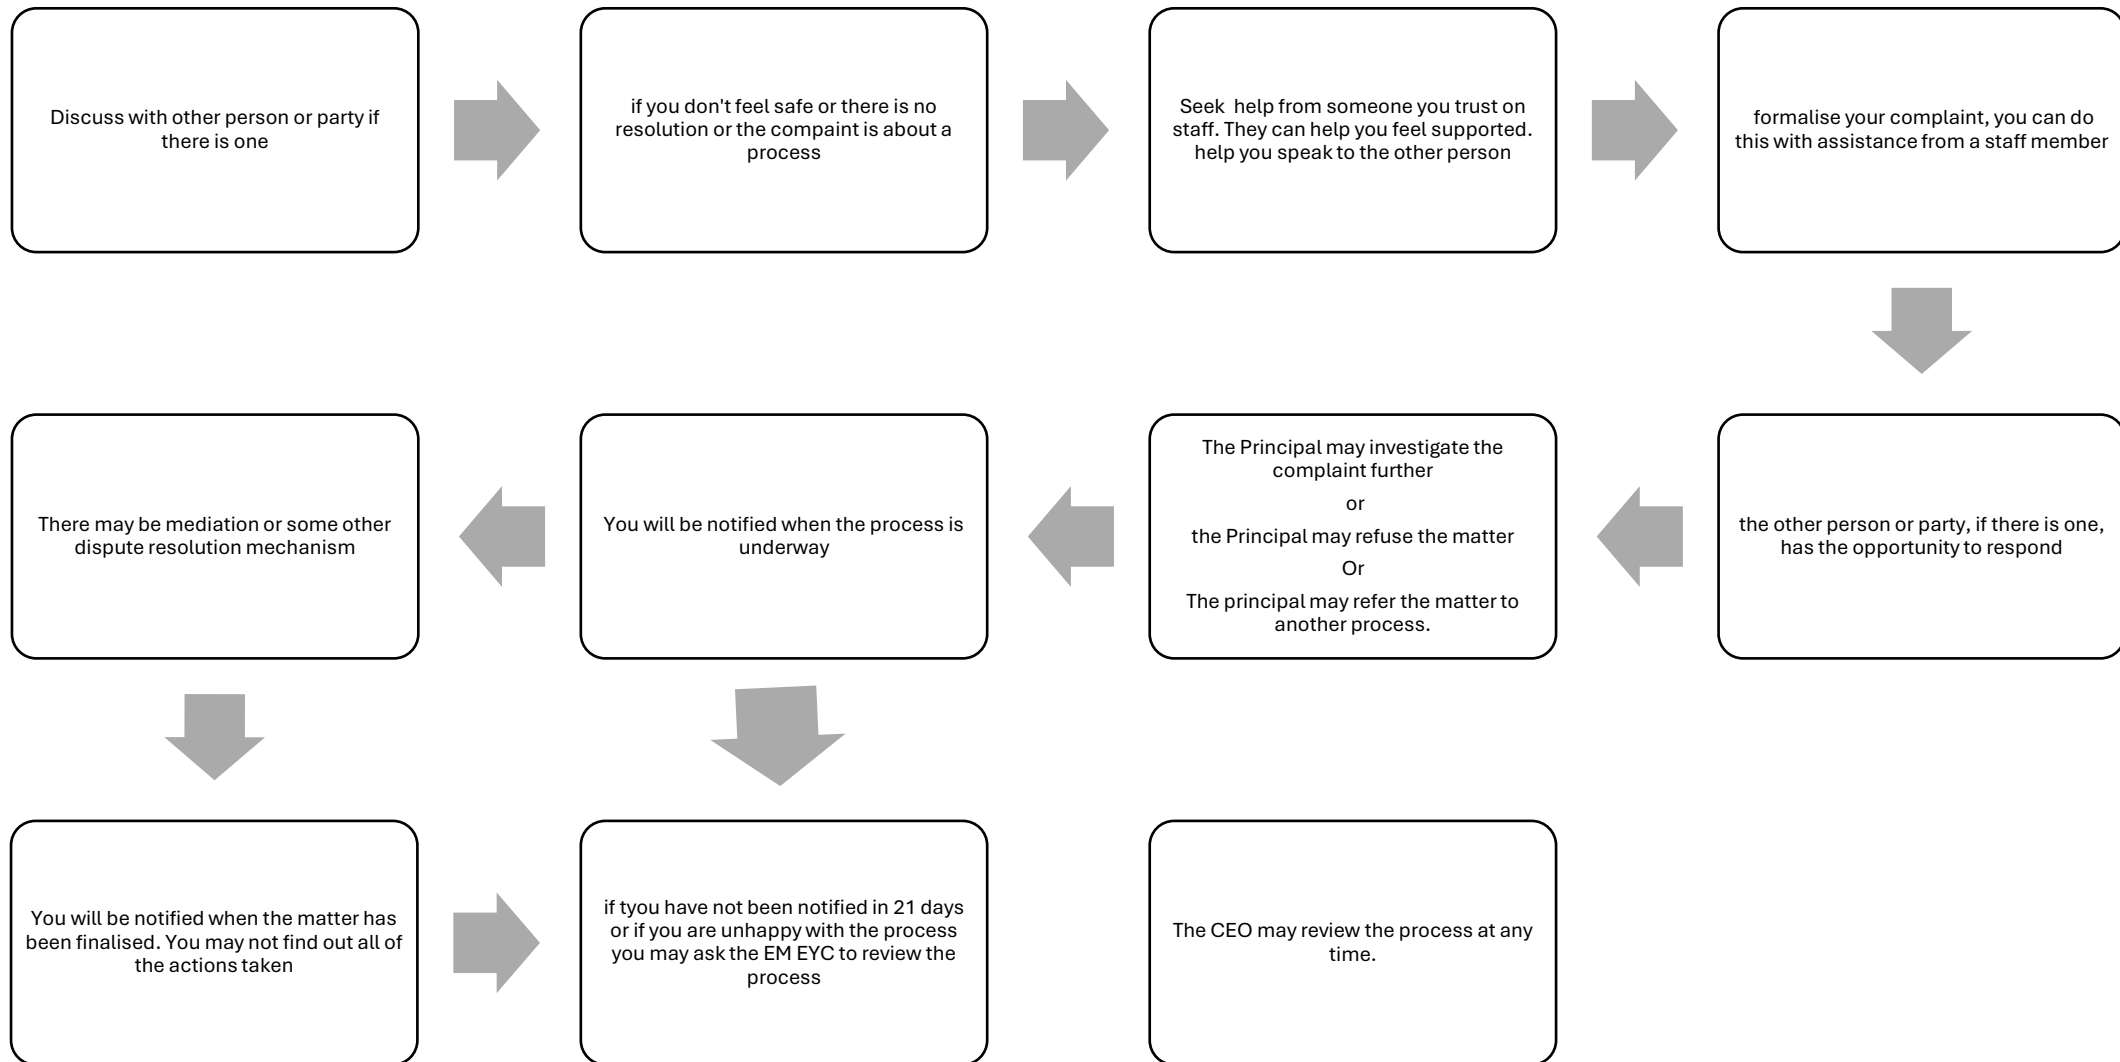 Discuss with other person or party if
there is one
if you don't feel safe or there is no
resolution or the compaint is about a
process
Seek  help from someone you trust on
staff. They can help you feel supported.
help you speak to the other person
formalise your complaint, you can do
this with assistance from a staff member
the other person or party, if there is one,
has the opportunity to respond
The Principal may investigate the
complaint further
or
the Principal may refuse the matter
Or
The principal may refer the matter to
another process.
You will be notified when the process is
underway
There may be mediation or some other
dispute resolution mechanism
You will be notified when the matter has
been finalised. You may not find out all of
the actions taken
if tyou have not been notified in 21 days
or if you are unhappy with the process
you may ask the EM EYC to review the
process
The CEO may review the process at any
time.